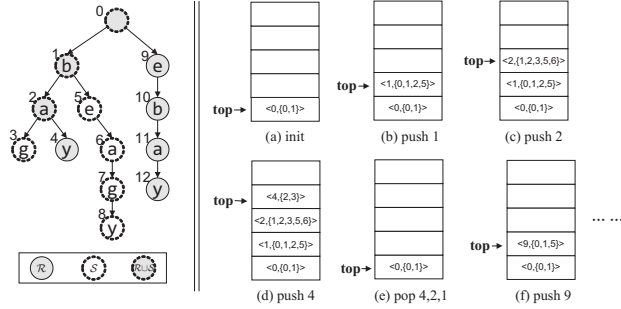 0
1
b
9
e
2
a
5
e
10
b
3
g
4
y
6
a
11
a
7
g
12
y
8
y
R
S
R∪S
top
<0,{0,1}>
(a) init
top
<1,{0,1,2,5}>
<0,{0,1}>
(b) push 1
top
<2,{1,2,3,5,6}>
<1,{0,1,2,5}>
<0,{0,1}>
(c) push 2
top
<4,{2,3}>
<2,{1,2,3,5,6}>
<1,{0,1,2,5}>
<0,{0,1}>
(d) push 4
top
<0,{0,1}>
(e) pop 4,2,1
top
<9,{0,1,5}>
<0,{0,1}>
(f) push 9
... ...